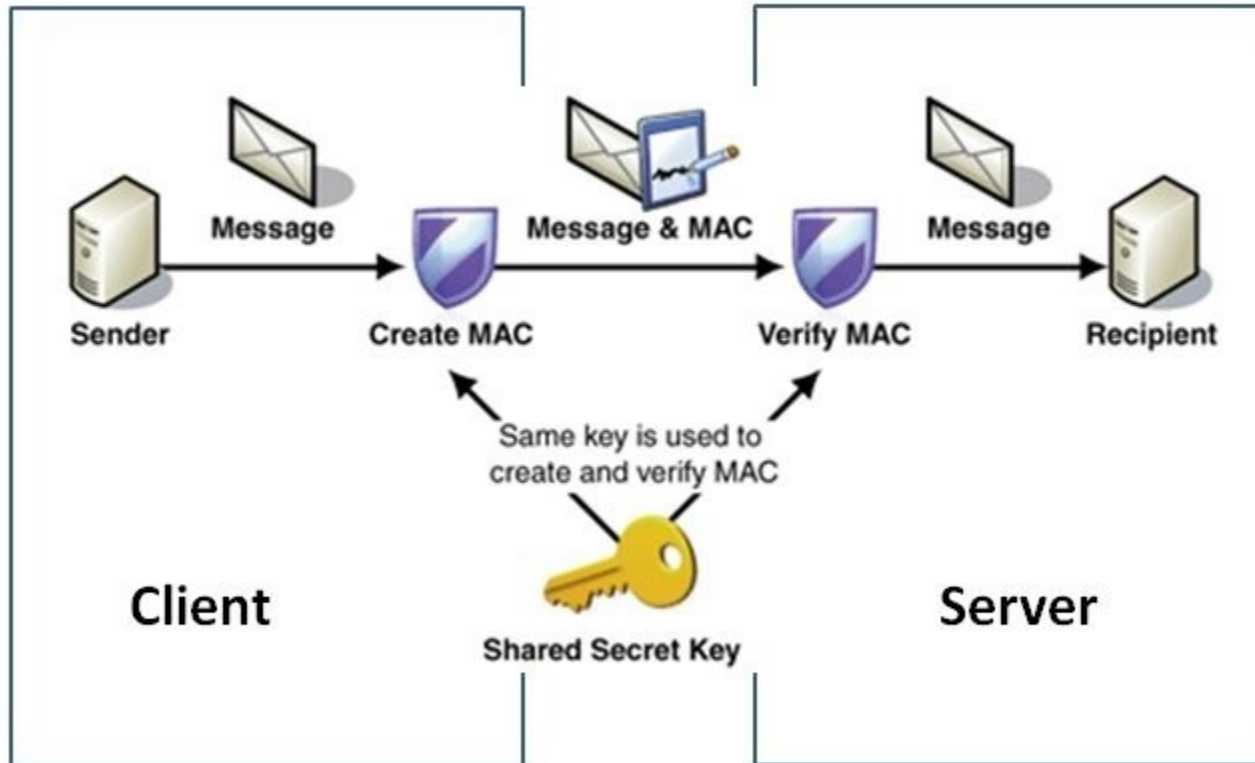 Message
Message & MAC
Message
Sender
Create MAC
Verify MAC
Recipient
Same key is used to
create and verify MAC
Client
Server
Shared Secret Key